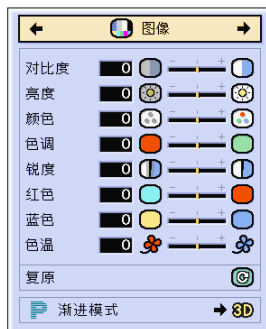 图像
对比度 0 - +
亮度 0 - +
颜色 0 - +
色调 0 - +
锐度 0 - +
红色 0 - +
蓝色 0 - +
色温 0 - +
复原
P 渐进模式 3D